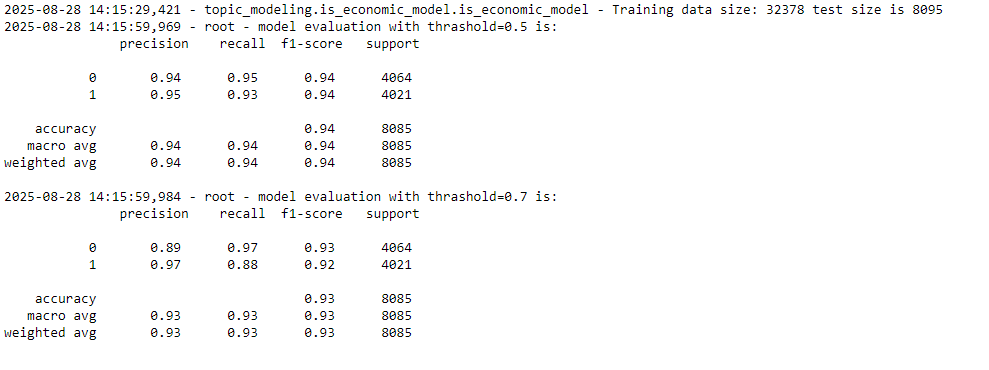 2025-08-28 14:15:29,421 - topic_modeling.is_economic_model.is_economic_model - Training data size: 32378 test size is 8095
2025-08-28 14:15:59,969 - root - model evaluation with thrashold=0.5 is:
precision recall f1-score support
0 0.94 0.95 0.94 4064
1 0.95 0.93 0.94 4021
accuracy 0.94 8085
macro avg 0.94 0.94 0.94 8085
weighted avg 0.94 0.94 0.94 8085
2025-08-28 14:15:59,984 - root - model evaluation with thrashold=0.7 is:
precision recall f1-score support
0 0.89 0.97 0.93 4064
1 0.97 0.88 0.92 4021
accuracy 0.93 8085
macro avg 0.93 0.93 0.93 8085
weighted avg 0.93 0.93 0.93 8085